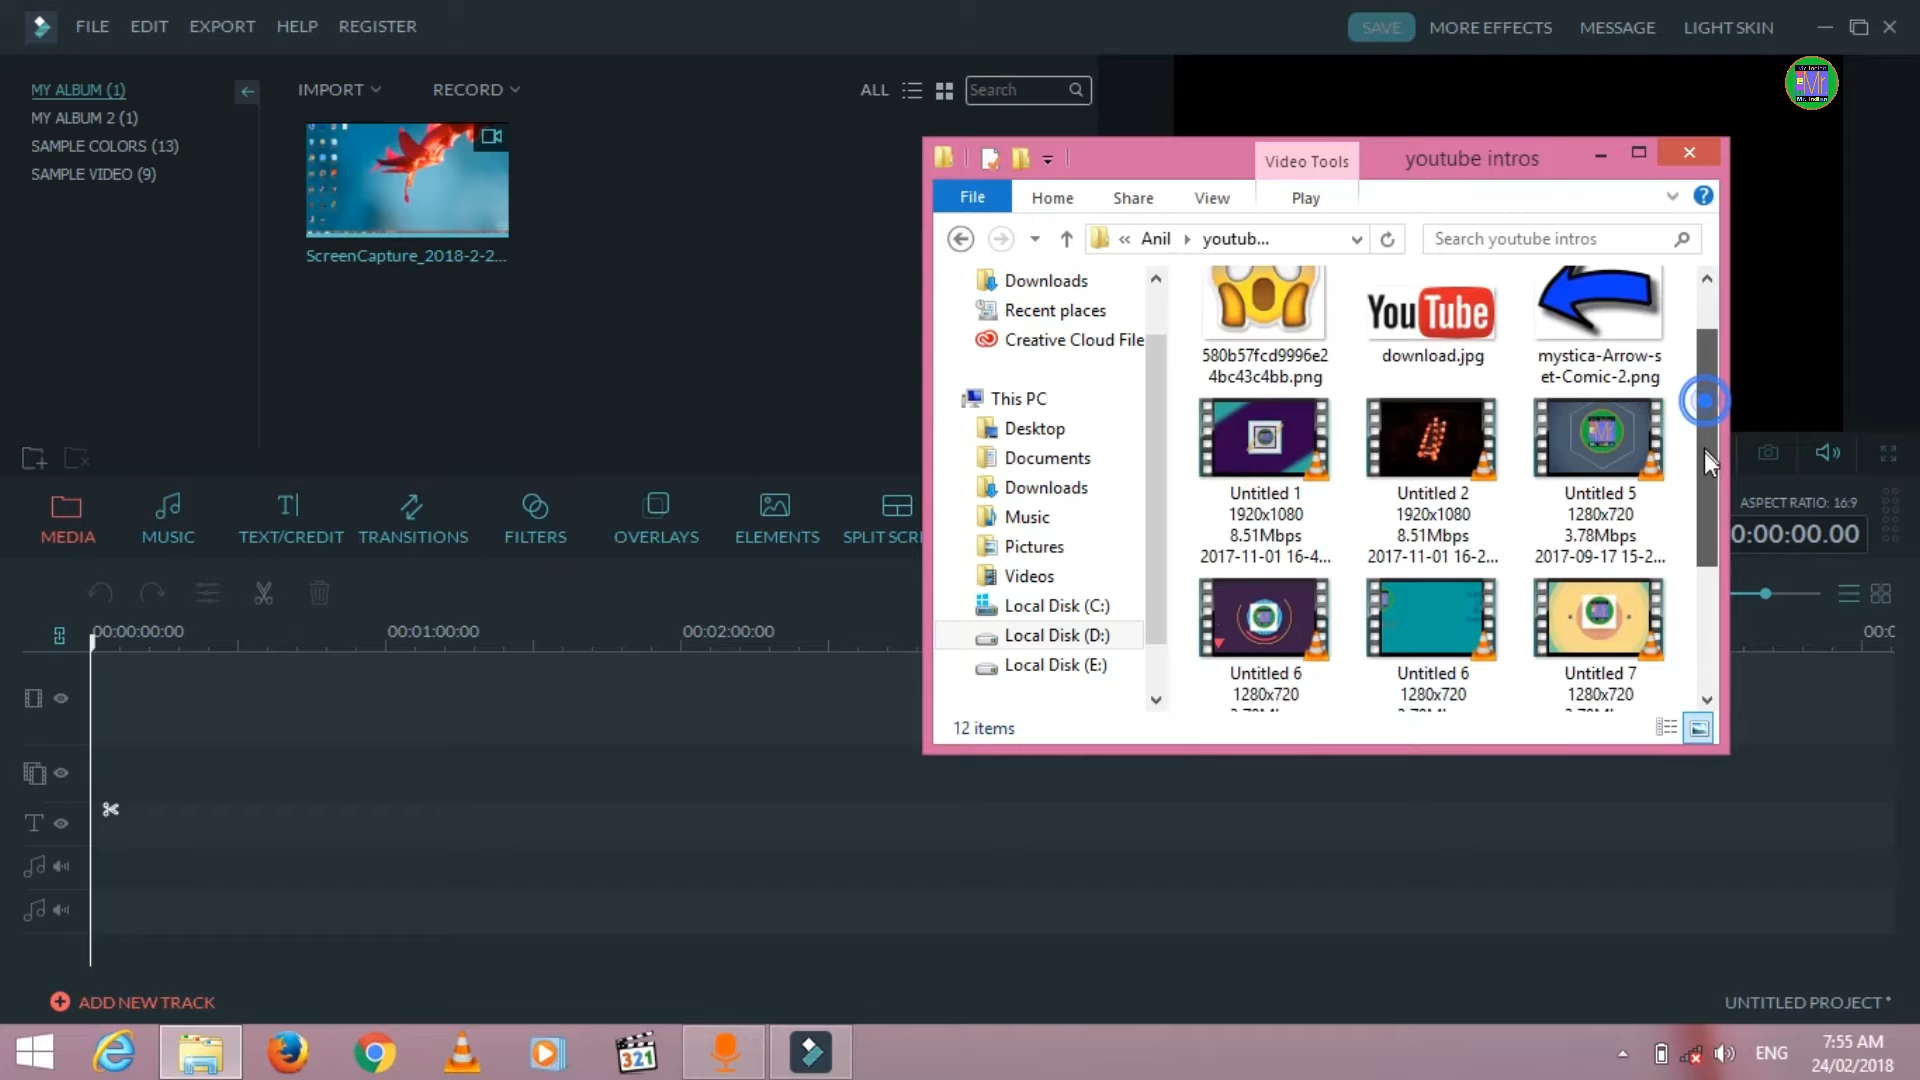 FILE EDIT EXPORT HELP REGISTER
SAVE MORE EFFECTS MESSAGE LIGHT SKIN
MY ALBUM (1)
MY ALBUM 2 (1)
SAMPLE COLORS (13)
SAMPLE VIDEO (9)
IMPORT RECORD
ALL Search
ScreenCapture_2018-2-2...
Mr. Indian
Video Tools youtube intros
File Home Share View Play
« Anil youtub...
Search youtube intros
Downloads
Recent places
Creative Cloud File
This PC
Desktop
Documents
Downloads
Music
Pictures
Videos
Local Disk (C:)
Local Disk (D:)
Local Disk (E:)
YouTube
580b57fcd9996e2
4bc43c4bb.png
download.jpg
mystica-Arrow-s
et-Comic-2.png
Untitled 1
1920x1080
8.51Mbps
2017-11-01 16-4...
Untitled 2
1920x1080
8.51Mbps
2017-11-01 16-2...
Untitled 5
1280x720
3.78Mbps
2017-09-17 15-2...
Untitled 6
1280x720
Untitled 6
1280x720
Untitled 7
1280x720
12 items
MEDIA MUSIC TEXT/CREDIT TRANSITIONS FILTERS OVERLAYS ELEMENTS SPLIT SCRE
ASPECT RATIO: 16:9
0:00:00.00
00:00:00:00 00:01:00:00 00:02:00:00 00:0
ADD NEW TRACK
UNTITLED PROJECT *
321
ENG
7:55 AM
24/02/2018